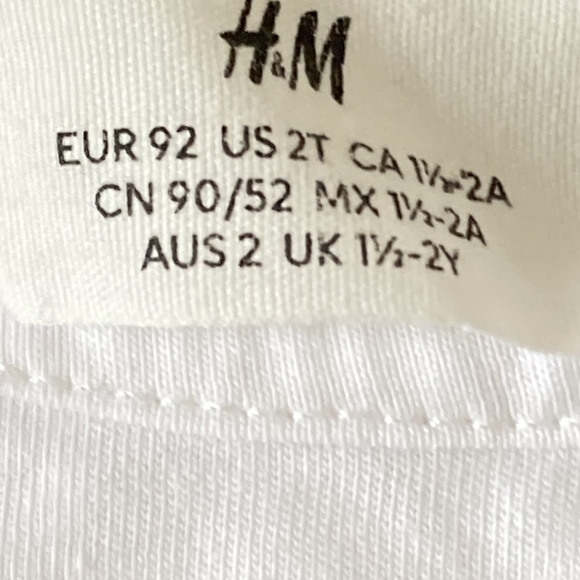 H&M
EUR 92 US 2T CA 1½-2A
CN 90/52 MX 1½-2A
AUS 2 UK 1½-2Y